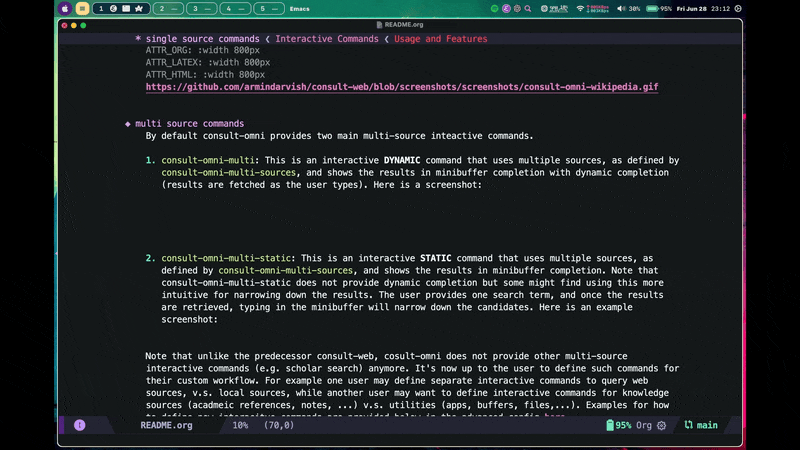 1 2 3 — 4 — 5 — Emacs 30% 95% Fri Jun 28 23:12
README.org
* single source commands ❮ Interactive Commands ❮ Usage and Features
ATTR_ORG: :width 800px
ATTR_LATEX: :width 800px
ATTR_HTML: :width 800px
https://github.com/armindarvish/consult-web/blob/screenshots/screenshots/consult-omni-wikipedia.gif
◆ multi source commands
By default consult-omni provides two main multi-source inteactive commands.
1. consult-omni-multi: This is an interactive DYNAMIC command that uses multiple sources, as defined by
consult-omni-multi-sources, and shows the results in minibuffer completion with dynamic completion
(results are fetched as the user types). Here is a screenshot:
2. consult-omni-multi-static: This is an interactive STATIC command that uses multiple sources, as
defined by consult-omni-multi-sources, and shows the results in minibuffer completion. Note that
consult-omni-multi-static does not provide dynamic completion but some might find using this more
intuitive for narrowing down the results. The user provides one search term, and once the results
are retrieved, typing in the minibuffer will narrow down the candidates. Here is an example
screenshot:
Note that unlike the predecessor consult-web, cosult-omni does not provide other multi-source
interactive commands (e.g. scholar search) anymore. It's now up to the user to define such commands for
their custom workflow. For example one user may define separate interactive commands to query web
sources, v.s. local sources, while another user may want to define interactive commands for knowledge
sources (acadmeic references, notes, ...) v.s. utilities (apps, buffers, files,...). Examples for how
README.org 10% (70,0) 95% Org main